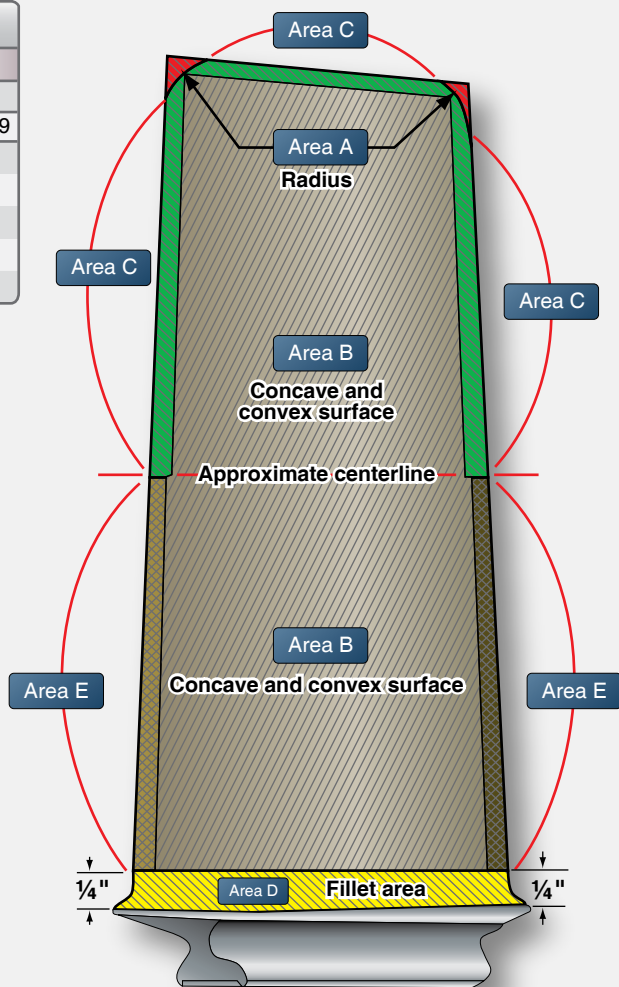 9
Area C
Area A
Radius
Area C
Area C
Area B
Concave and
convex surface
Approximate centerline
Area B
Concave and convex surface
Area E
Area E
¼"
Area D
Fillet area
¼"